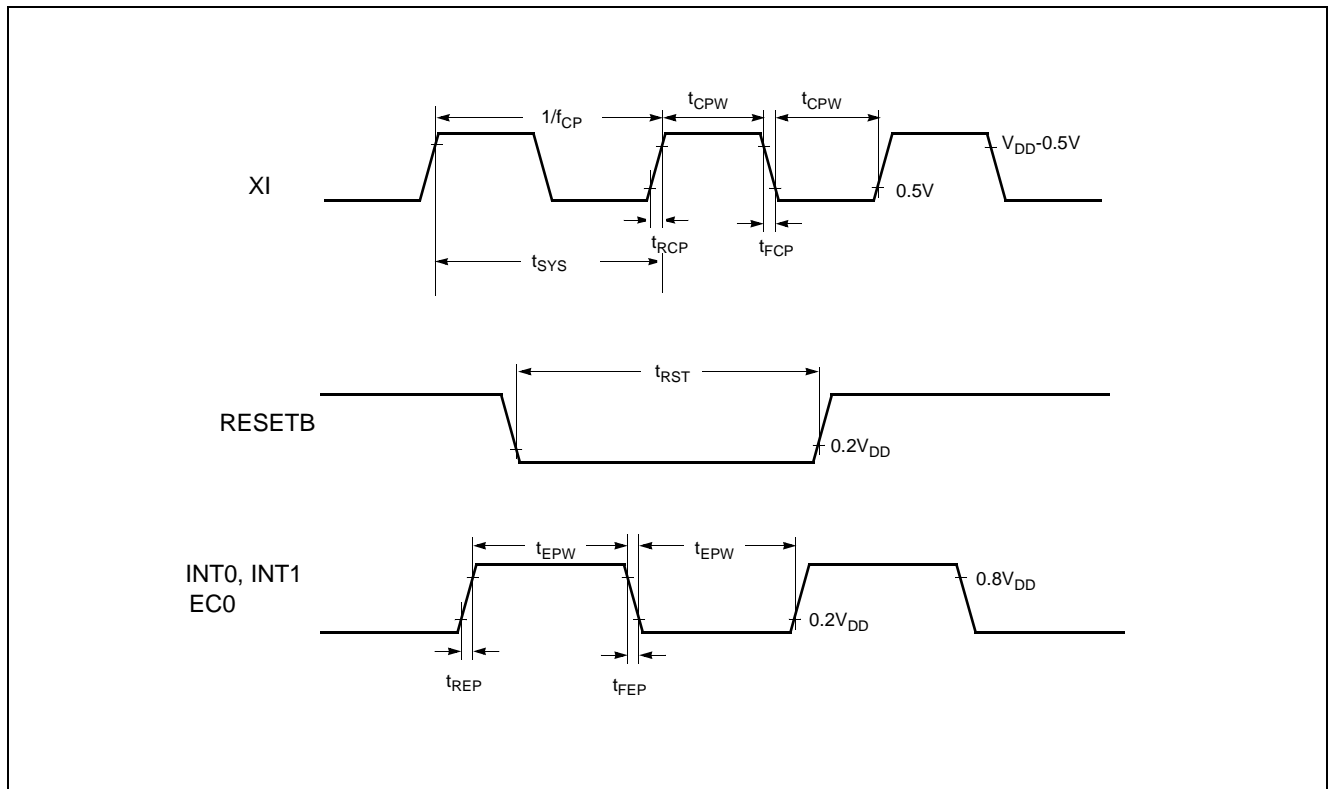 1/fCP
tCPW
tCPW
VDD-0.5V
XI
0.5V
tRCP
tFCP
tSYS
tRST
RESETB
0.2VDD
tEPW
tEPW
INT0, INT1
EC0
0.8VDD
0.2VDD
tREP
tFEP